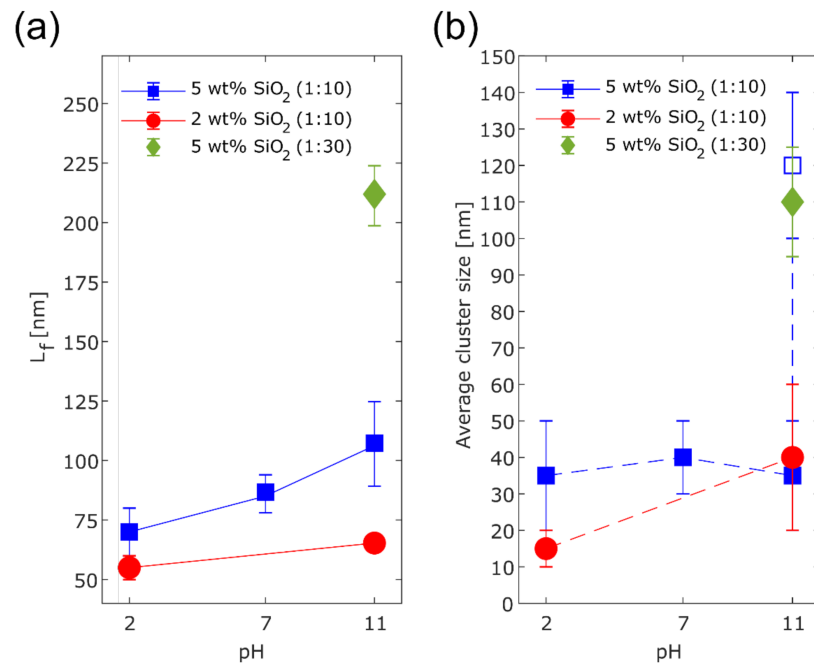 (a)
5 wt% SiO2 (1:10)
2 wt% SiO2 (1:10)
5 wt% SiO2 (1:30)
250
225
200
175
150
125
100
75
50
Lf [nm]
2
7
11
pH
(b)
5 wt% SiO2 (1:10)
2 wt% SiO2 (1:10)
5 wt% SiO2 (1:30)
150
140
130
120
110
100
90
80
70
60
50
40
30
20
10
0
Average cluster size [nm]
2
7
11
pH